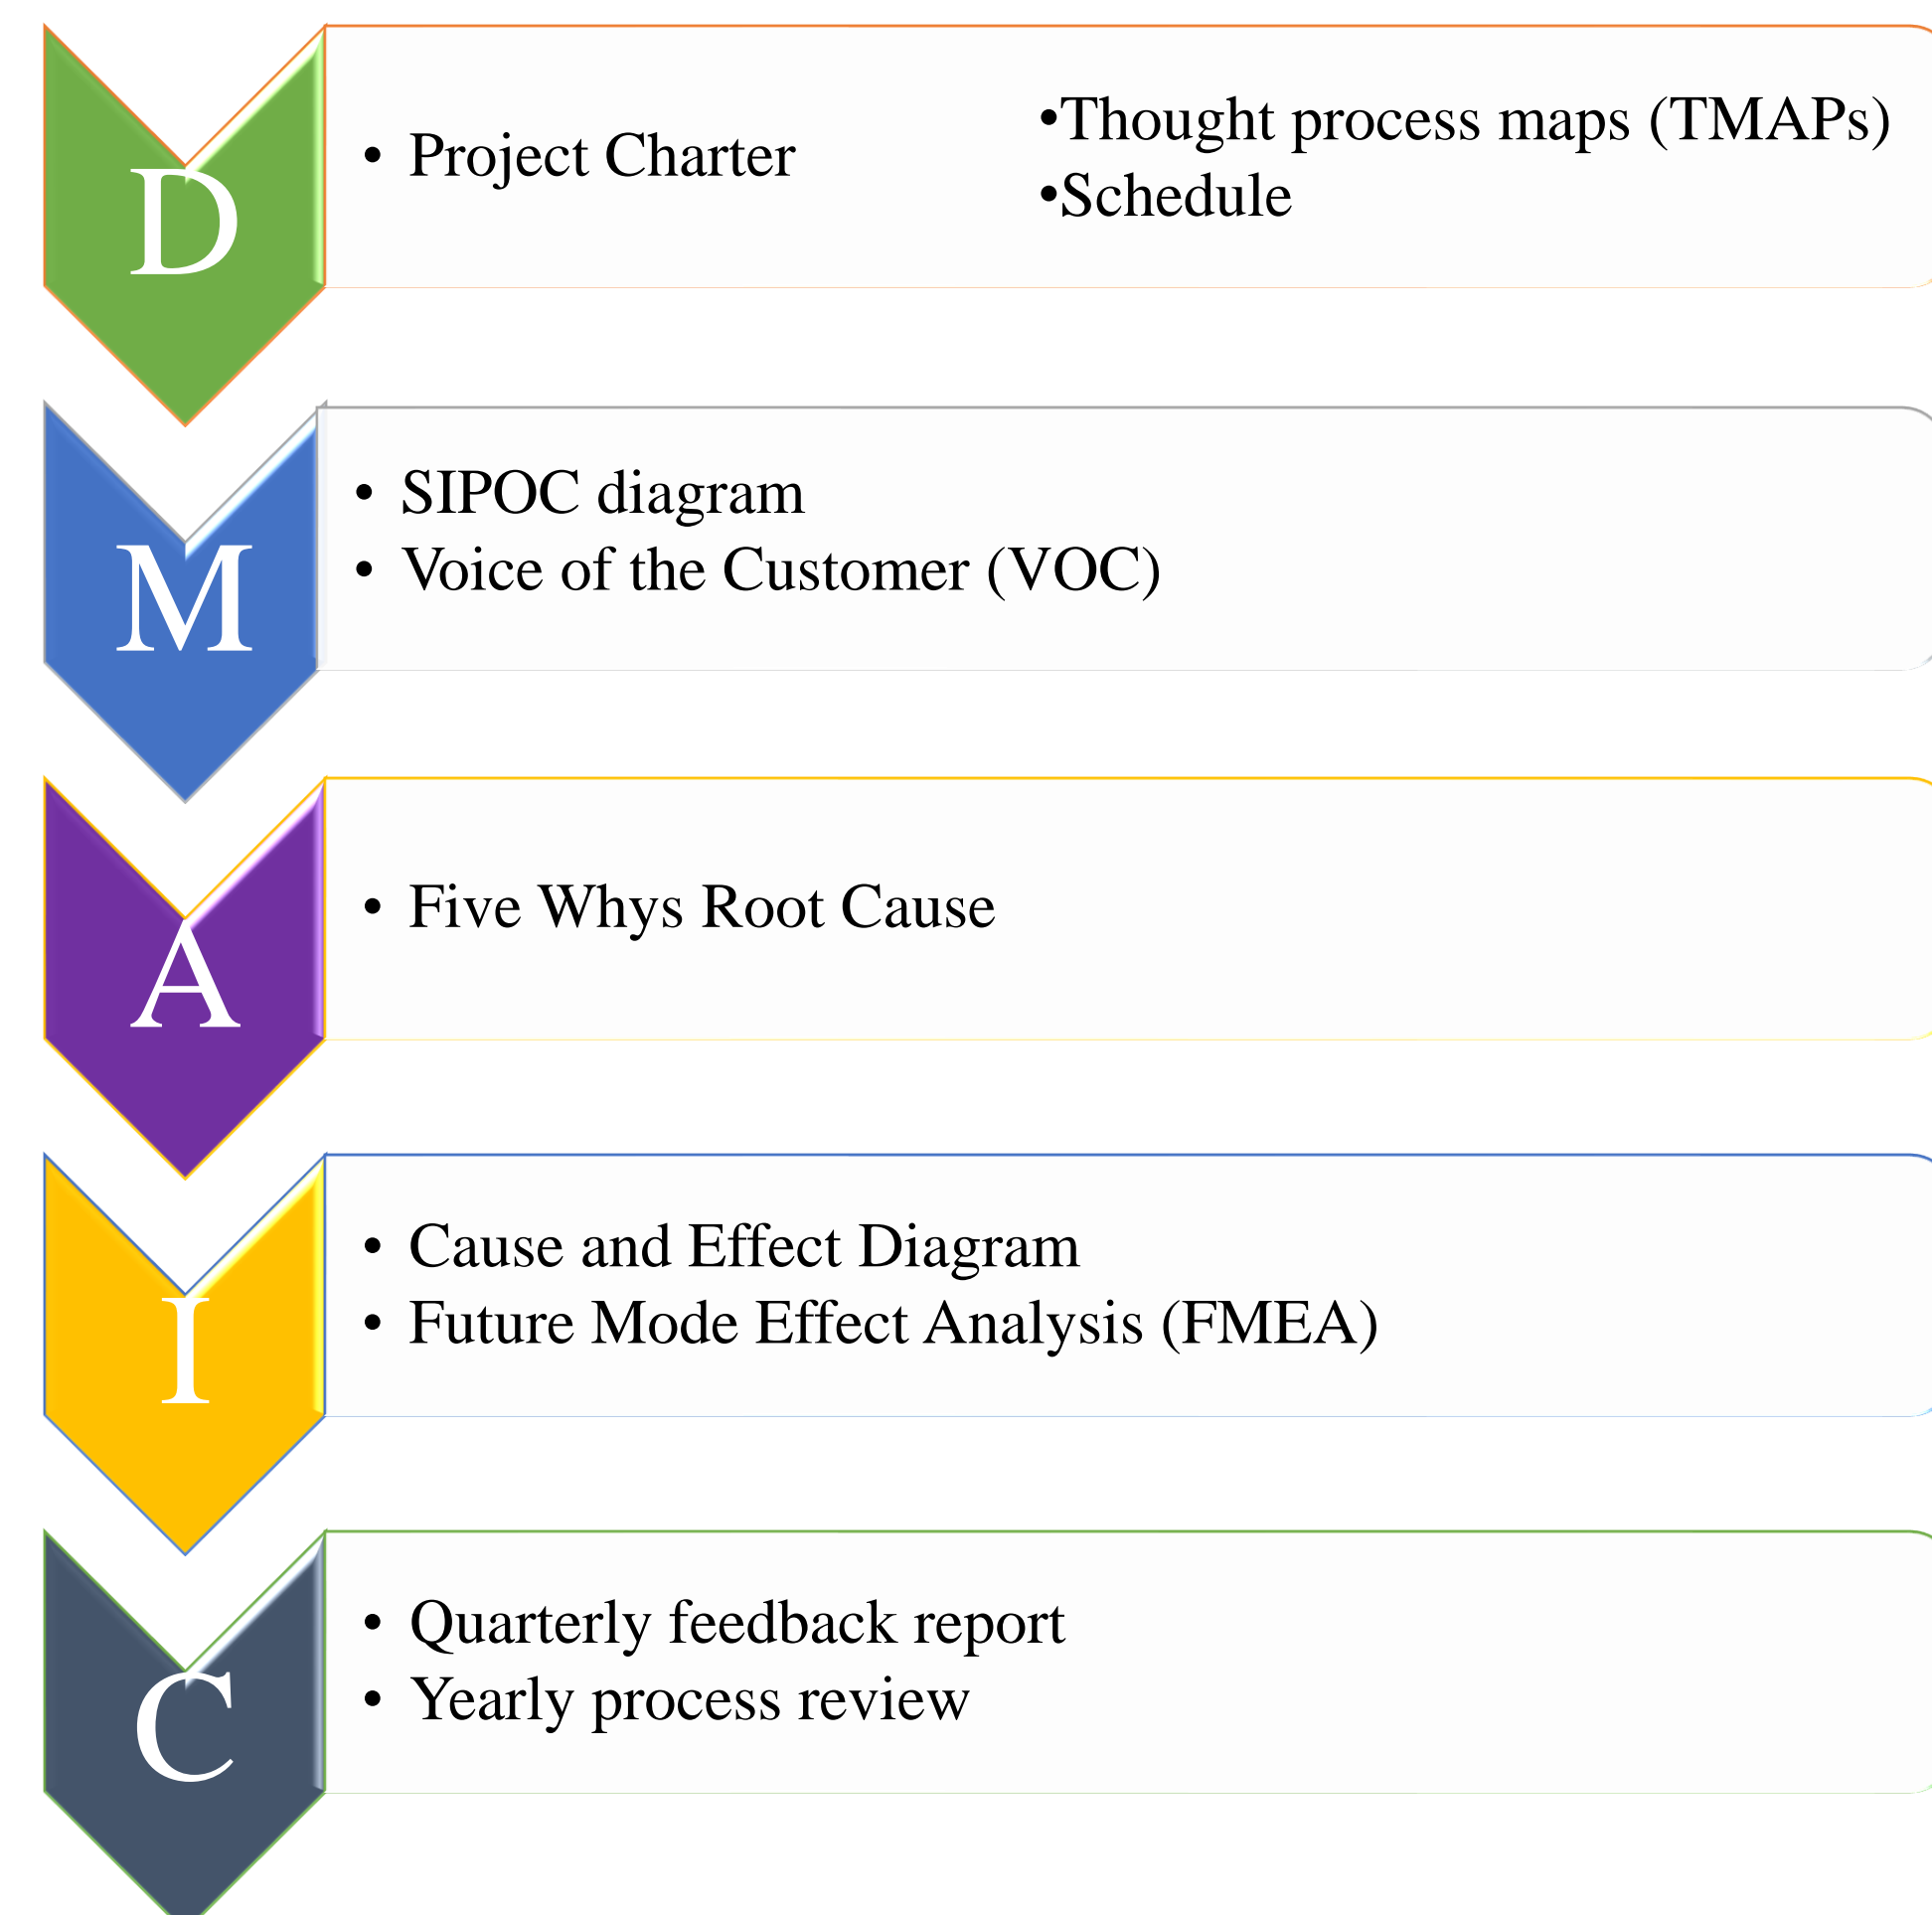 D
• Project Charter
•Thought process maps (TMAPs)
•Schedule
M
• SIPOC diagram
• Voice of the Customer (VOC)
A
• Five Whys Root Cause
I
• Cause and Effect Diagram
• Future Mode Effect Analysis (FMEA)
C
• Quarterly feedback report
• Yearly process review